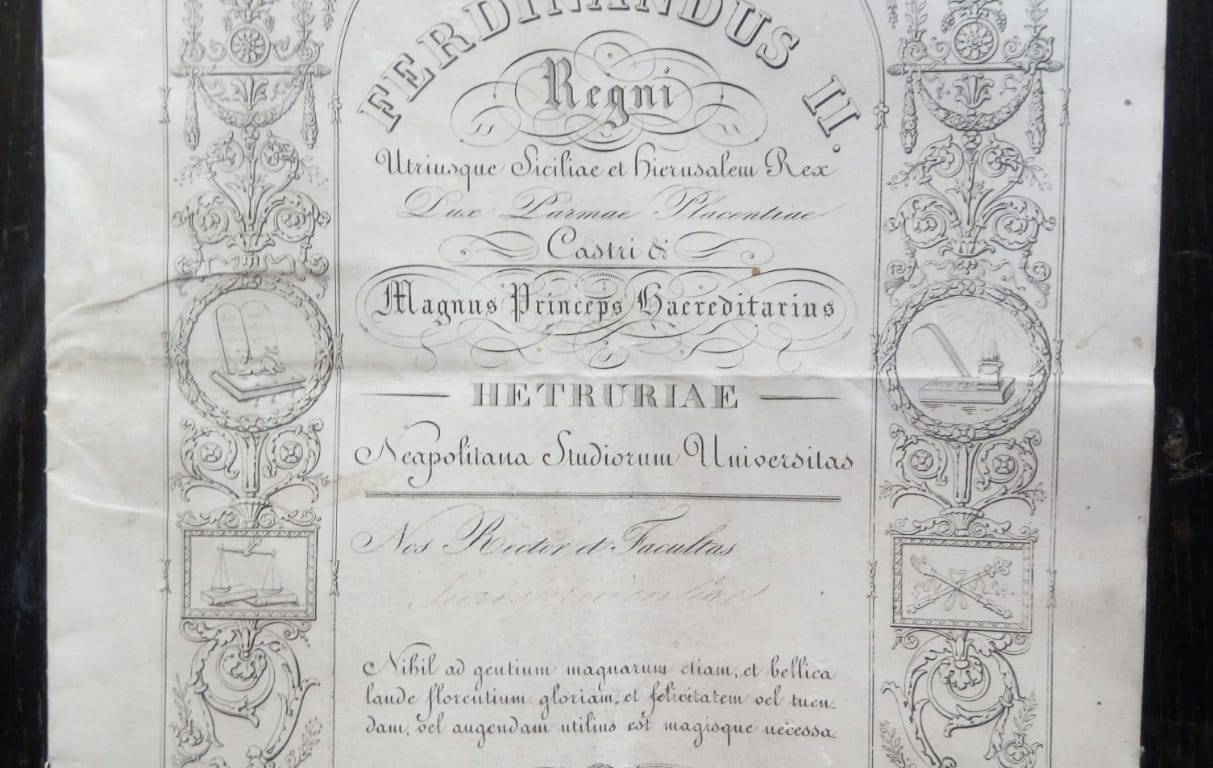 FERDINANDUS II.
Regni
Utriusque Siciliae et Hierusalem Rex
Dux Parmae Placentiae
Castri &
Magnus Princeps Haereditarius
HETRURIAE
Neapolitana Studiorum Universitas
Nos Rector et Facultas
Nihil ad gentium magnarum etiam, et bellica
laude florentium gloriam, et felicitatem vel tuen-
dam, vel augendam utilius est magisque necessa